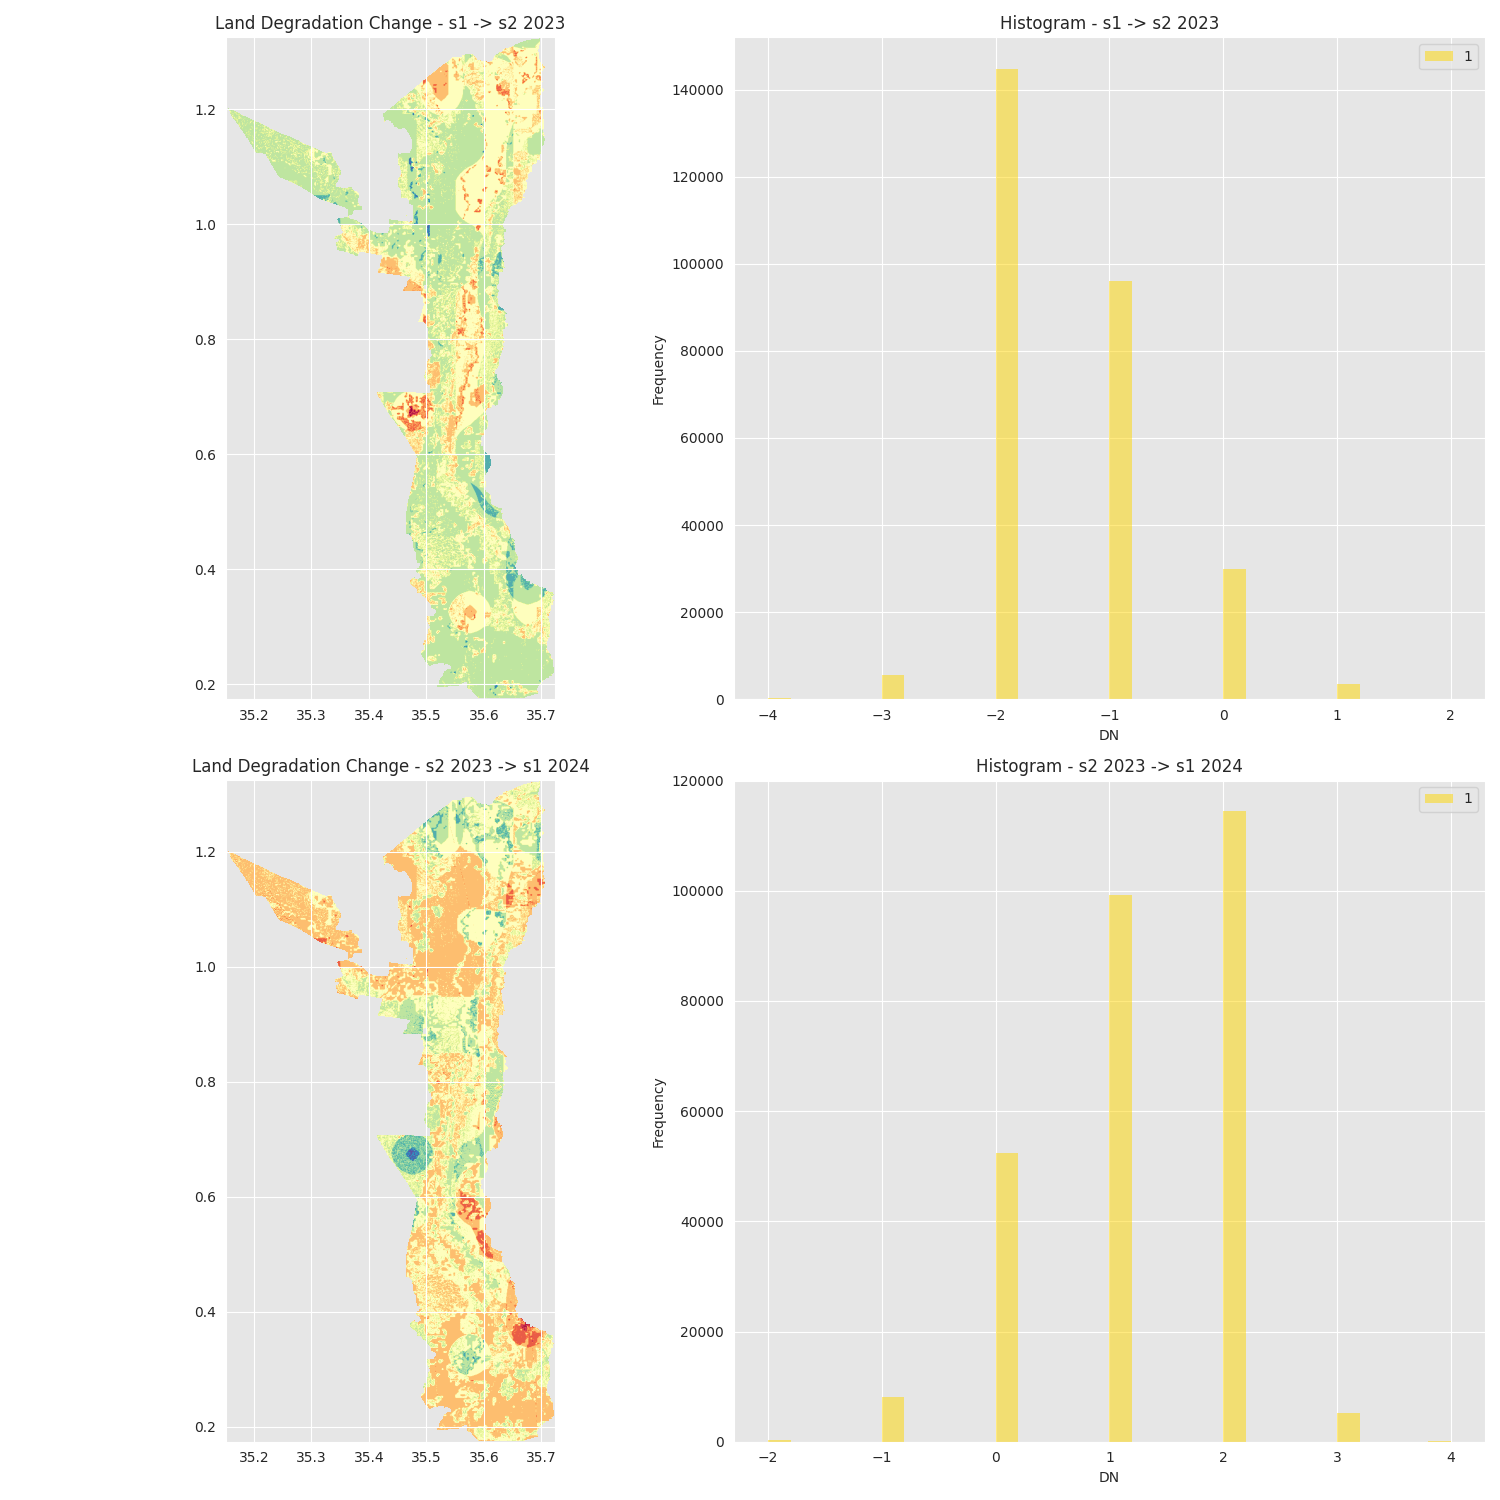 Land Degradation Change - s1 -> s2 2023
1.2
1.0
0.8
0.6
0.4
0.2
35.2 35.3 35.4 35.5 35.6 35.7
Histogram - s1 -> s2 2023
1
140000
120000
100000
80000
60000
40000
20000
0
Frequency
−4 −3 −2 −1 0 1 2
DN
Land Degradation Change - s2 2023 -> s1 2024
1.2
1.0
0.8
0.6
0.4
0.2
35.2 35.3 35.4 35.5 35.6 35.7
Histogram - s2 2023 -> s1 2024
1
120000
100000
80000
60000
40000
20000
0
Frequency
−2 −1 0 1 2 3 4
DN